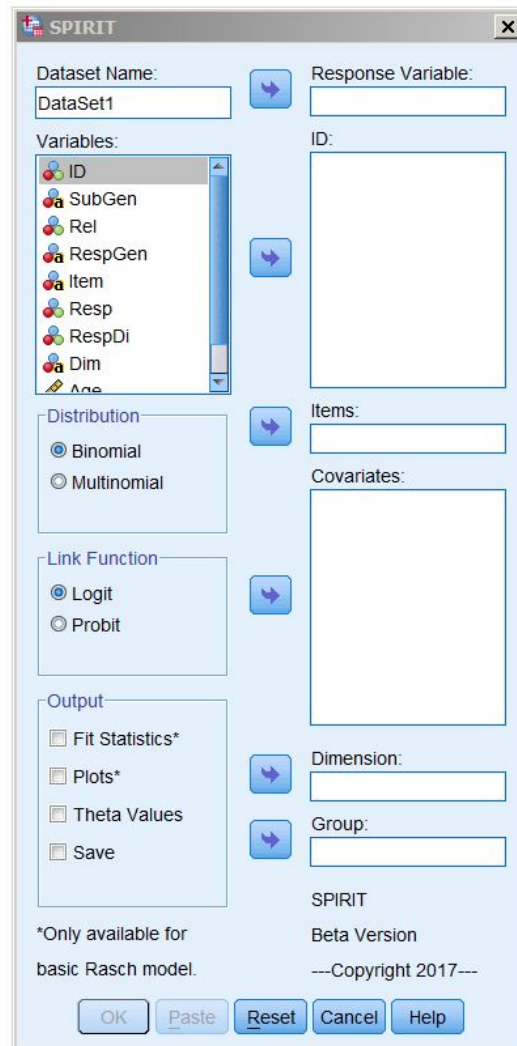 SPIRIT
Dataset Name:
DataSet1
Variables:
ID
SubGen
Rel
RespGen
Item
Resp
RespDi
Dim
Age
Distribution
Binomial
Multinomial
Link Function
Logit
Probit
Output
Fit Statistics*
Plots*
Theta Values
Save
*Only available for
basic Rasch model.
Response Variable:
ID:
Items:
Covariates:
Dimension:
Group:
SPIRIT
Beta Version
---Copyright 2017---
OK
Paste
Reset
Cancel
Help